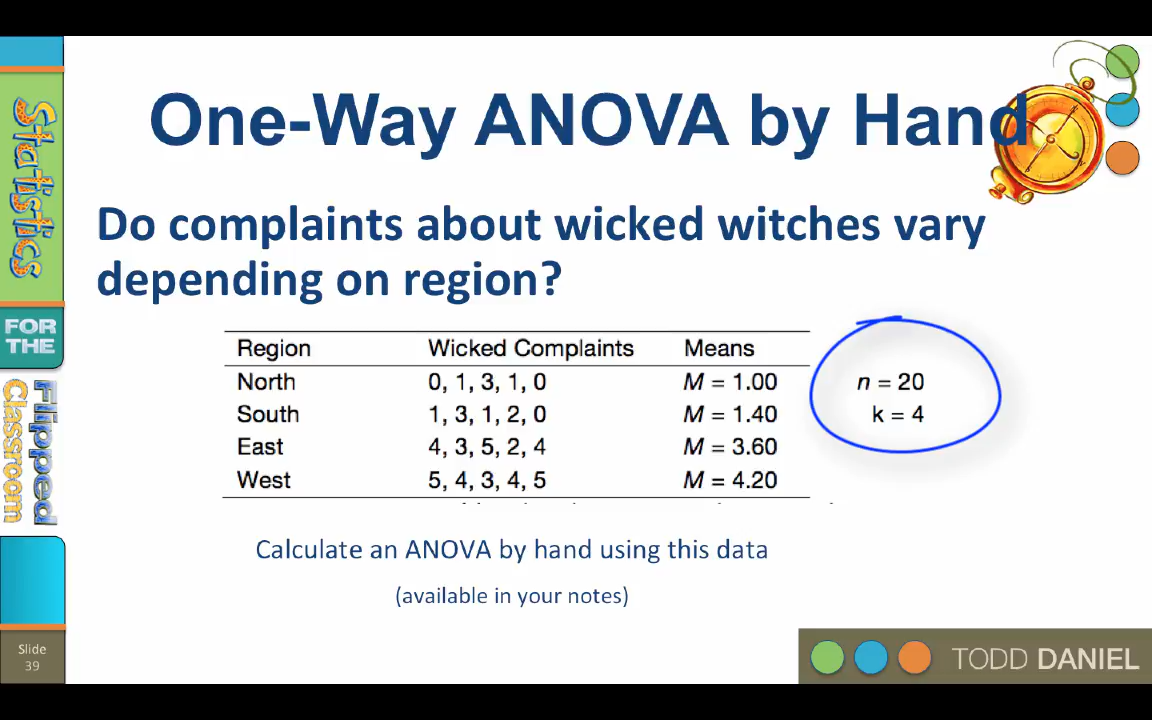 One-Way ANOVA by Hand
Do complaints about wicked witches vary
depending on region?
Region Wicked Complaints Means
North 0, 1, 3, 1, 0 M = 1.00 n = 20
South 1, 3, 1, 2, 0 M = 1.40 k = 4
East 4, 3, 5, 2, 4 M = 3.60
West 5, 4, 3, 4, 5 M = 4.20
Calculate an ANOVA by hand using this data
(available in your notes)
Statistics
FOR
THE
Flipped
Classroom
Slide
39
TODD DANIEL